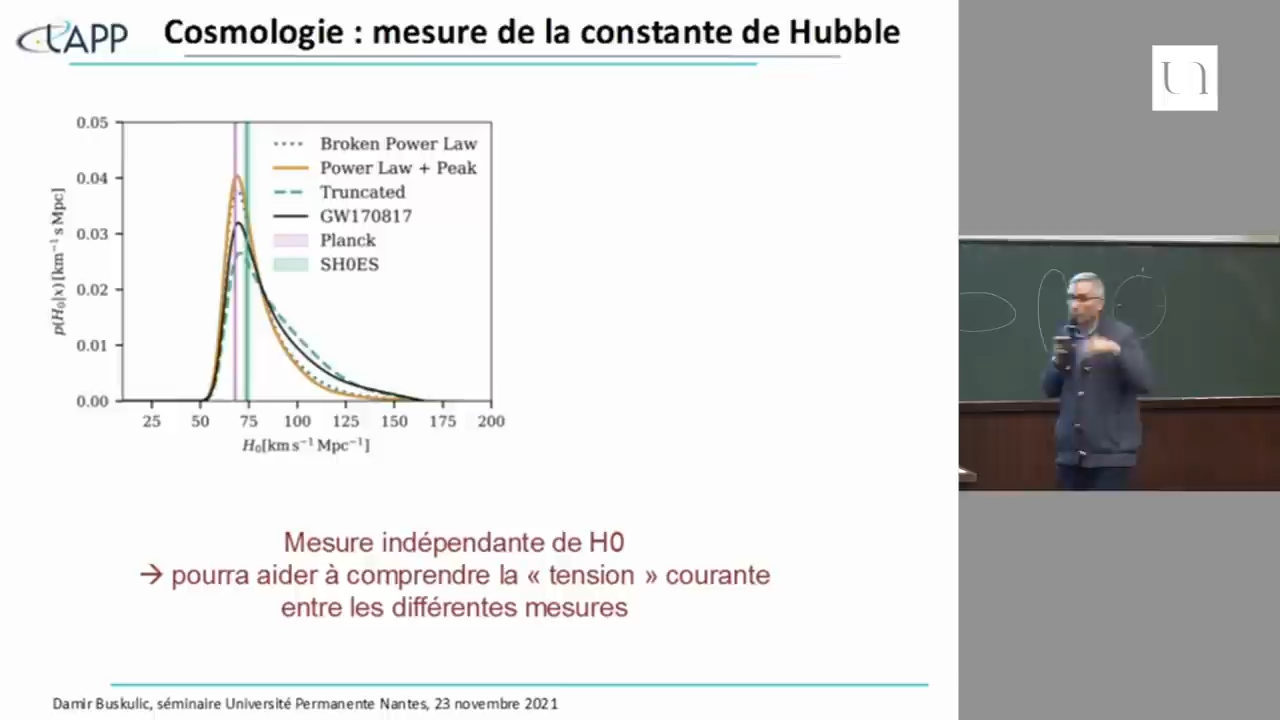 LAPP
Cosmologie : mesure de la constante de Hubble
0.05
0.04
0.03
0.02
0.01
0.00
p(H₀|x) [km⁻¹ s Mpc]
Broken Power Law
Power Law + Peak
Truncated
GW170817
Planck
SH0ES
25 50 75 100 125 150 175 200
H₀[km s⁻¹ Mpc⁻¹]
Mesure indépendante de H0
→ pourra aider à comprendre la « tension » courante
entre les différentes mesures
Damir Buskulic, séminaire Université Permanente Nantes, 23 novembre 2021
un